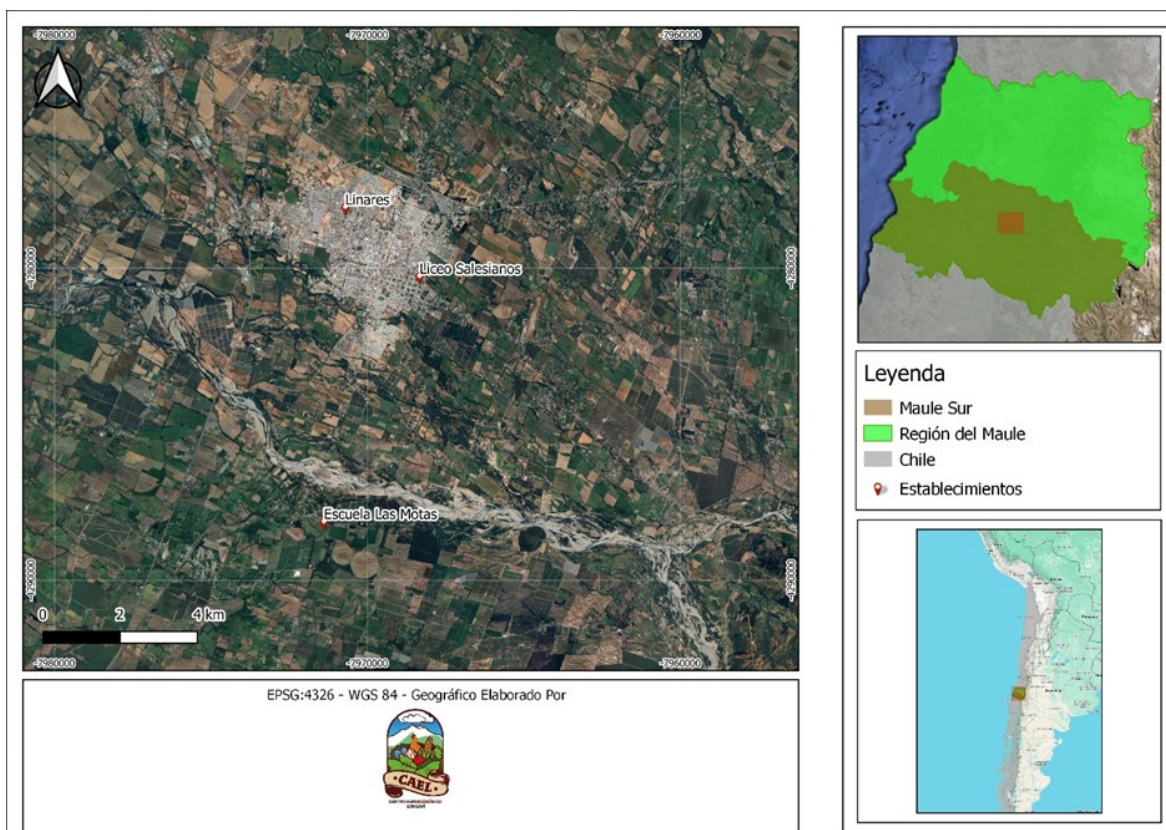 -7980000
-7970000
-7960000
Linares
-4280000
-4280000
Liceo Salesianos
Escuela Las Motas
-4290000
-4290000
0 2 4 km
-7980000
-7970000
-7960000
EPSG:4326 - WGS 84 - Geográfico Elaborado Por
CAEL
Leyenda
Maule Sur
Región del Maule
Chile
Establecimientos